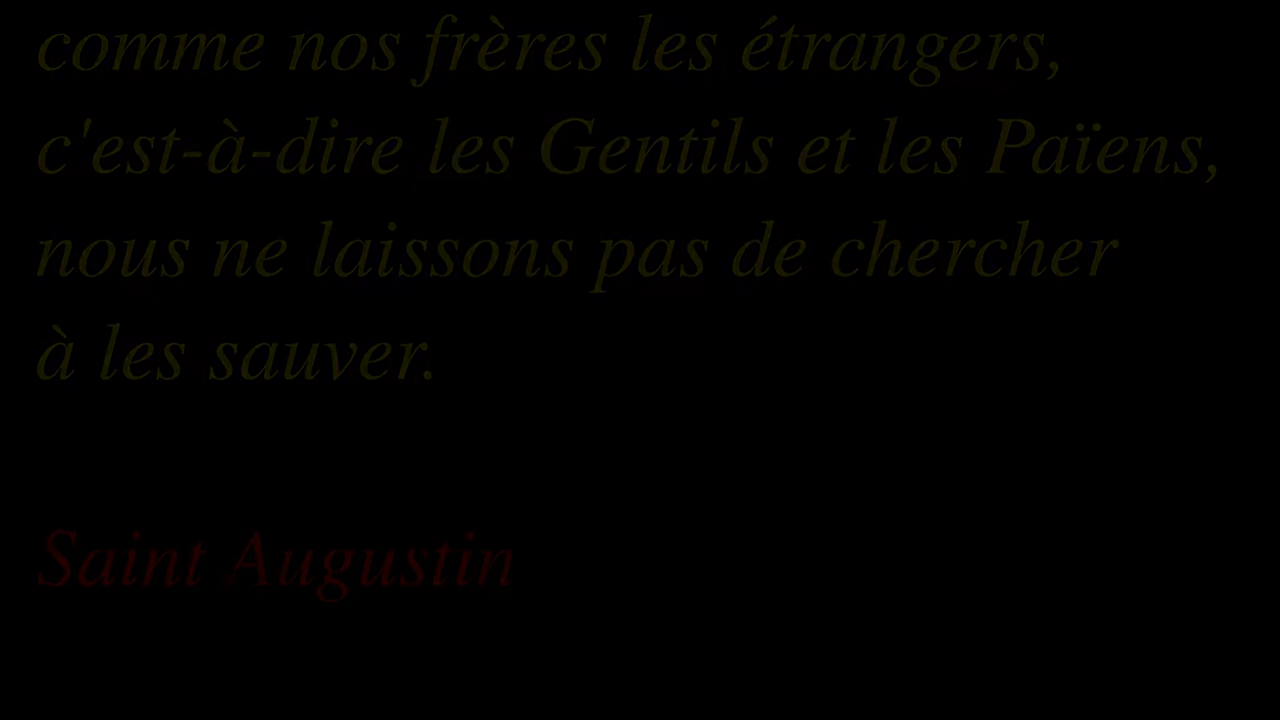 comme nos frères les étrangers,
c'est-à-dire les Gentils et les Païens,
nous ne laissons pas de chercher
à les sauver.
Saint Augustin